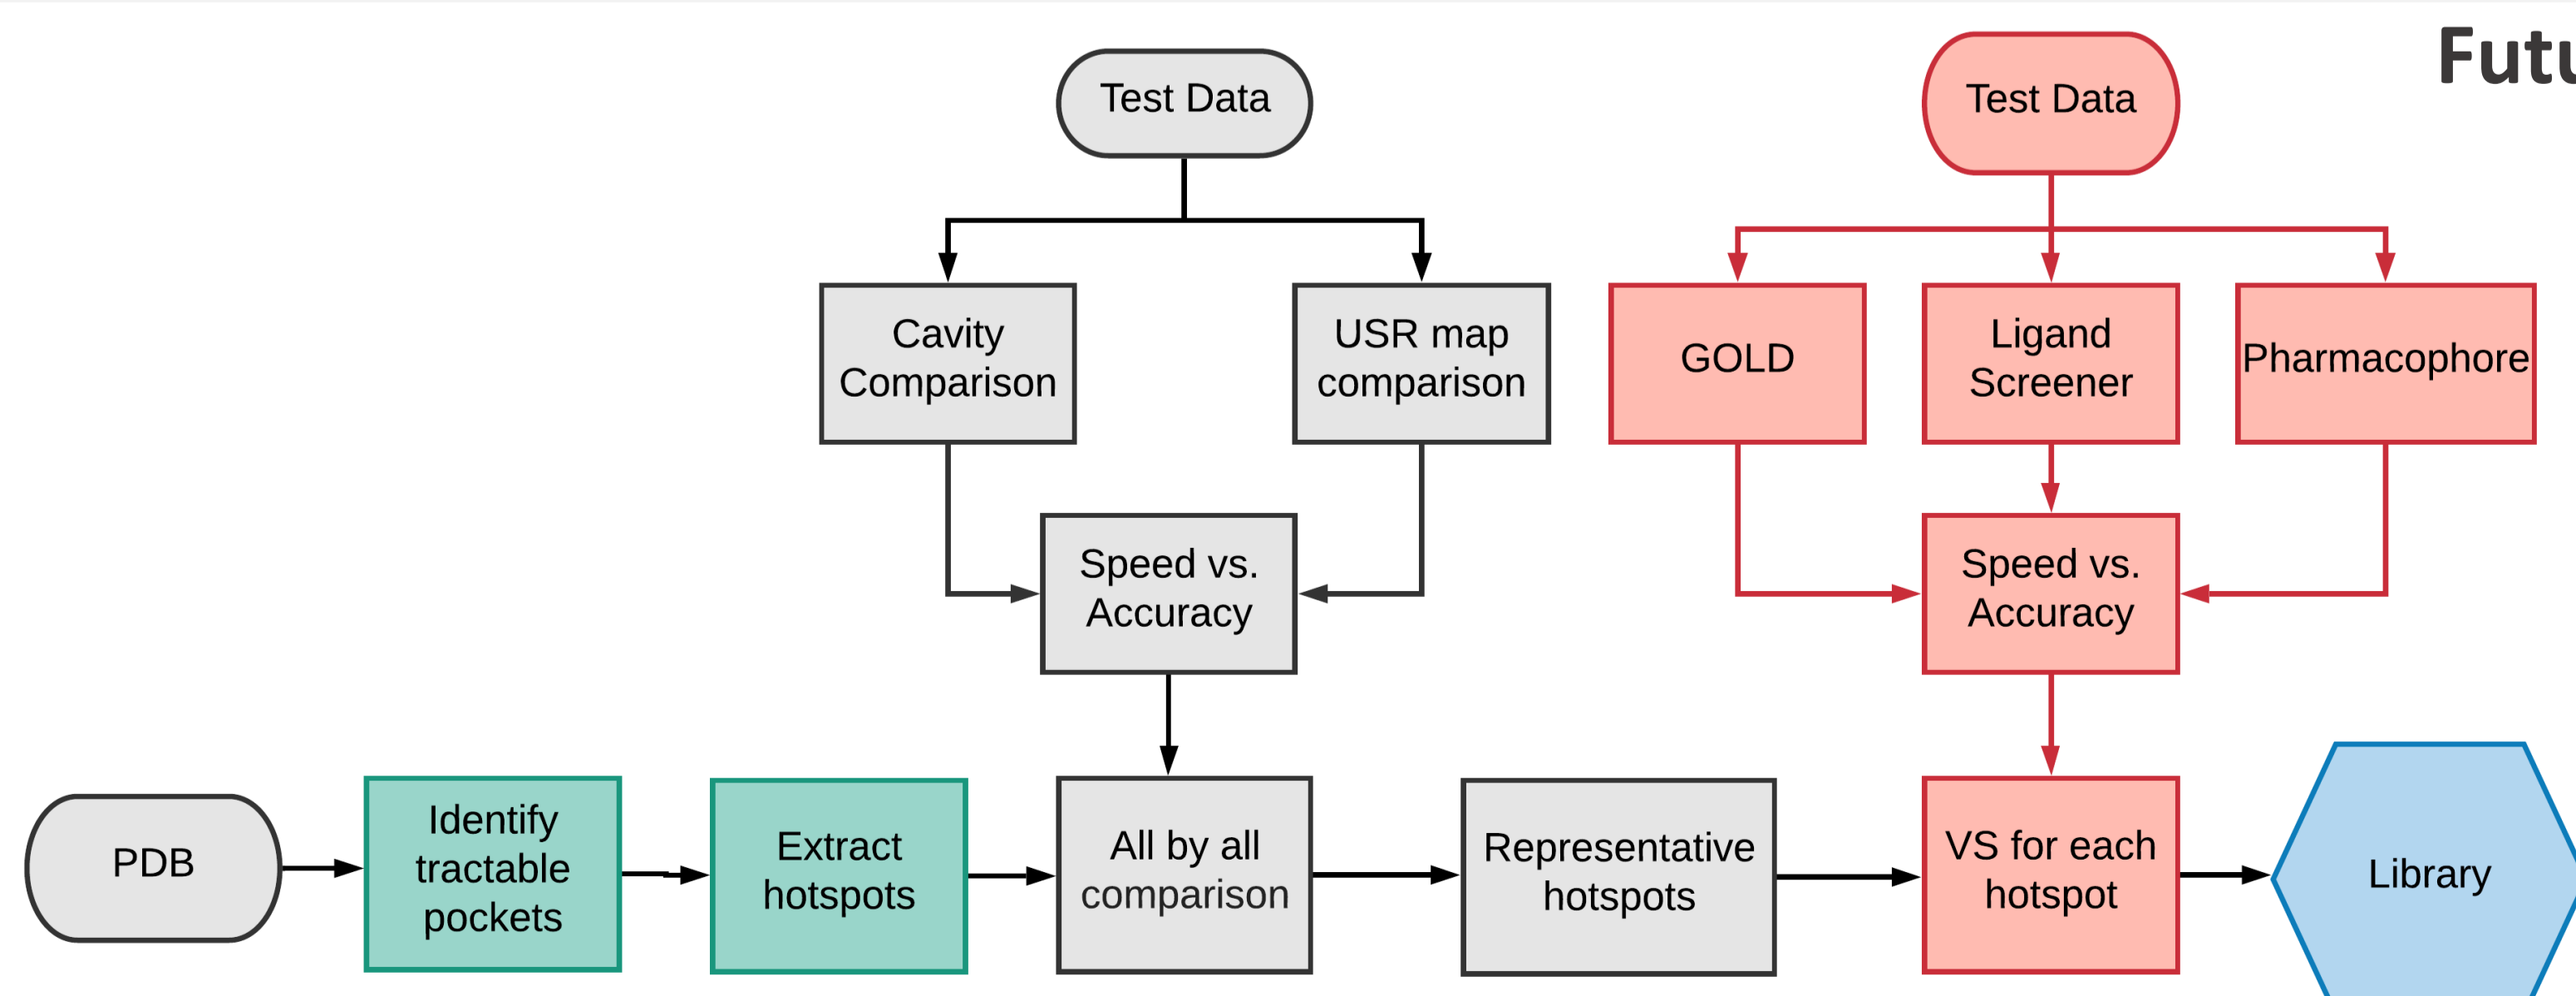 Futu
Test Data
Test Data
Cavity
Comparison
USR map
comparison
GOLD
Ligand
Screener
Pharmacophore
Speed vs.
Accuracy
Speed vs.
Accuracy
PDB
Identify
tractable
pockets
Extract
hotspots
All by all
comparison
Representative
hotspots
VS for each
hotspot
Library